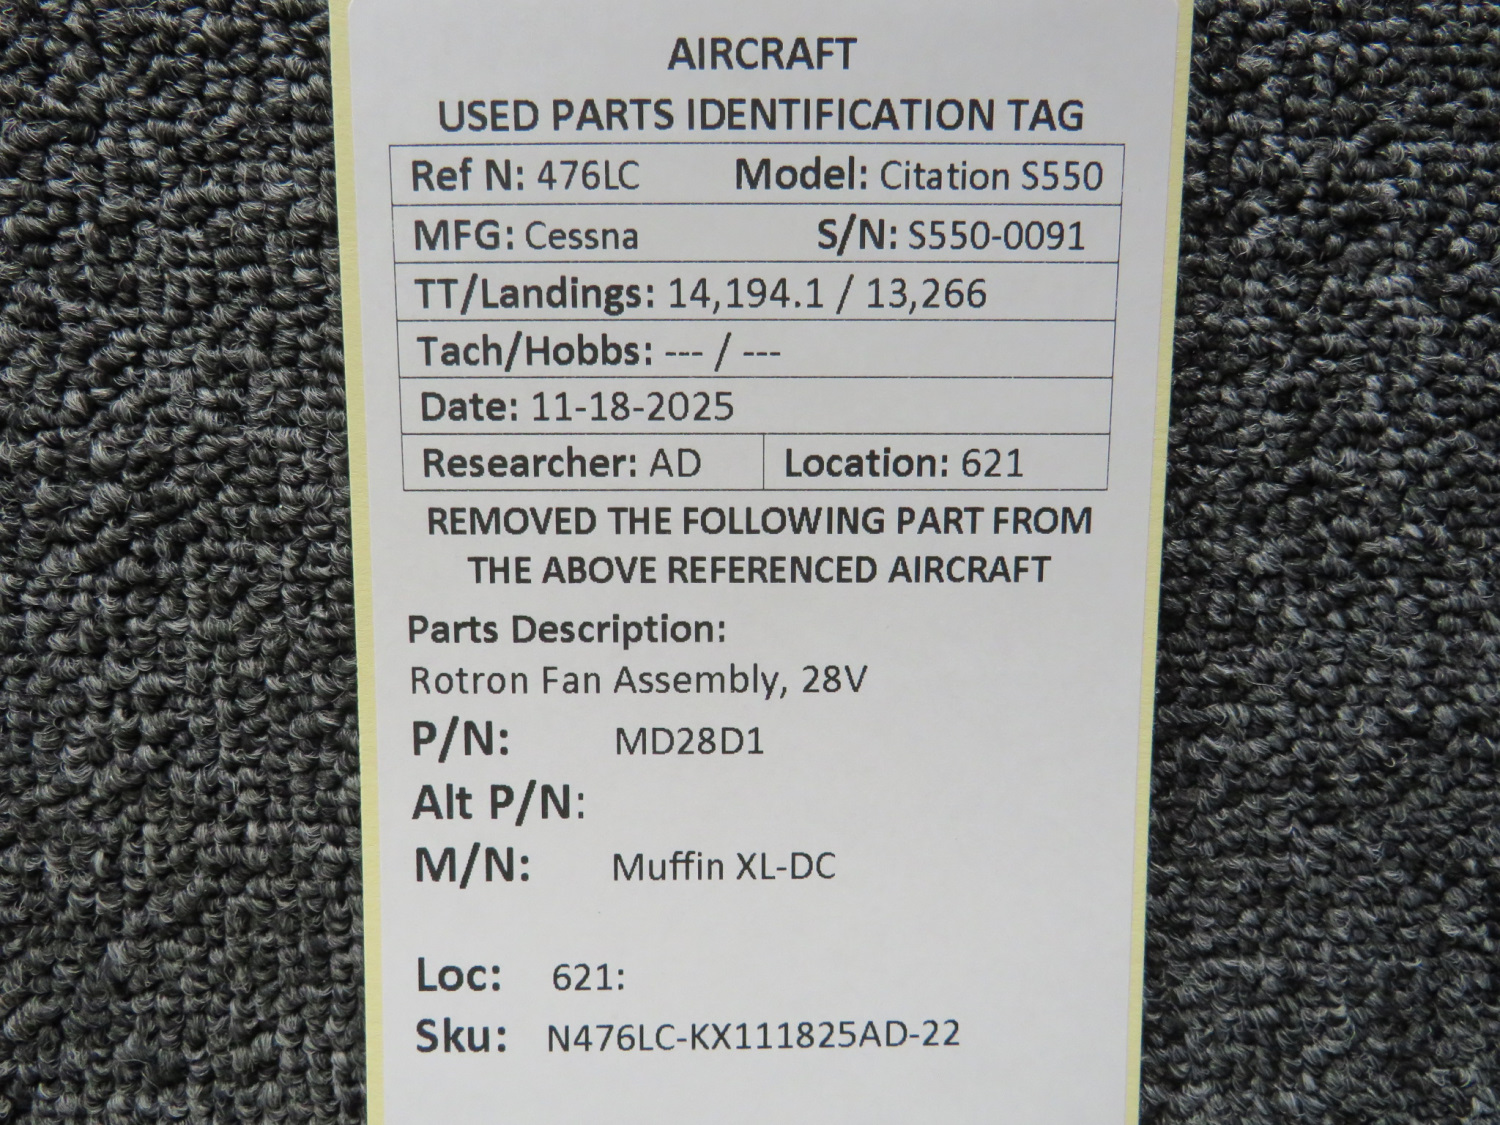 AIRCRAFT
USED PARTS IDENTIFICATION TAG
Ref N: 476LC Model: Citation S550
MFG: Cessna S/N: S550-0091
TT/Landings: 14,194.1 / 13,266
Tach/Hobbs: --- / ---
Date: 11-18-2025
Researcher: AD Location: 621
REMOVED THE FOLLOWING PART FROM
THE ABOVE REFERENCED AIRCRAFT
Parts Description:
Rotron Fan Assembly, 28V
P/N: MD28D1
Alt P/N:
M/N: Muffin XL-DC
Loc: 621:
Sku: N476LC-KX111825AD-22